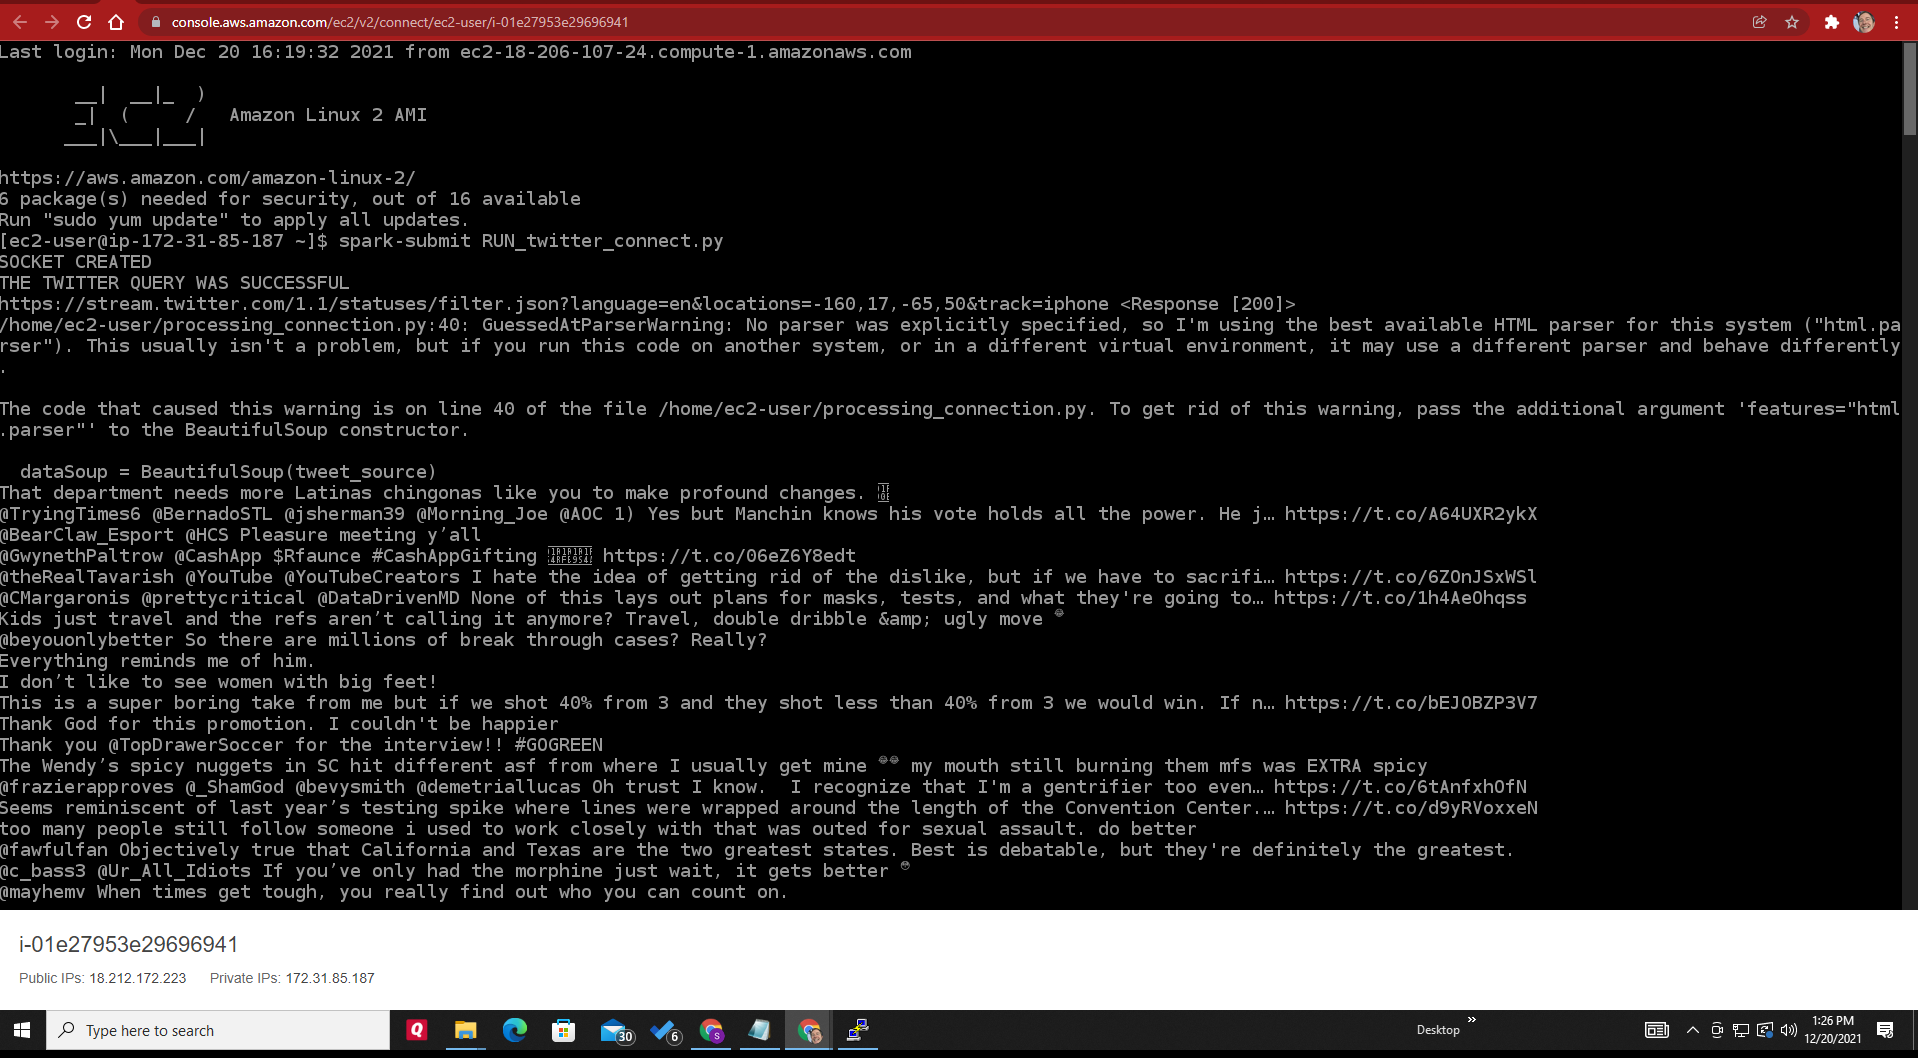 console.aws.amazon.com/ec2/v2/connect/ec2-user/i-01e27953e29696941
Last login: Mon Dec 20 16:19:32 2021 from ec2-18-206-107-24.compute-1.amazonaws.com
__|  __|_  )
_|  (     /   Amazon Linux 2 AMI
___|\___|___|
https://aws.amazon.com/amazon-linux-2/
6 package(s) needed for security, out of 16 available
Run "sudo yum update" to apply all updates.
[ec2-user@ip-172-31-85-187 ~]$ spark-submit RUN_twitter_connect.py
SOCKET CREATED
THE TWITTER QUERY WAS SUCCESSFUL
https://stream.twitter.com/1.1/statuses/filter.json?language=en&locations=-160,17,-65,50&track=iphone <Response [200]>
/home/ec2-user/processing_connection.py:40: GuessedAtParserWarning: No parser was explicitly specified, so I'm using the best available HTML parser for this system ("html.pa
rser"). This usually isn't a problem, but if you run this code on another system, or in a different virtual environment, it may use a different parser and behave differently
.
The code that caused this warning is on line 40 of the file /home/ec2-user/processing_connection.py. To get rid of this warning, pass the additional argument 'features="html
.parser"' to the BeautifulSoup constructor.
dataSoup = BeautifulSoup(tweet_source)
That department needs more Latinas chingonas like you to make profound changes.
@TryingTimes6 @BernadoSTL @jsherman39 @Morning_Joe @AOC 1) Yes but Manchin knows his vote holds all the power. He j… https://t.co/A64UXR2ykX
@BearClaw_Esport @HCS Pleasure meeting y’all
@GwynethPaltrow @CashApp $Rfaunce #CashAppGifting https://t.co/06eZ6Y8edt
@theRealTavarish @YouTube @YouTubeCreators I hate the idea of getting rid of the dislike, but if we have to sacrifi… https://t.co/6ZOnJSxWSl
@CMargaronis @prettycritical @DataDrivenMD None of this lays out plans for masks, tests, and what they're going to… https://t.co/1h4AeOhqss
Kids just travel and the refs aren’t calling it anymore? Travel, double dribble &amp; ugly move
@beyouonlybetter So there are millions of break through cases? Really?
Everything reminds me of him.
I don’t like to see women with big feet!
This is a super boring take from me but if we shot 40% from 3 and they shot less than 40% from 3 we would win. If n… https://t.co/bEJOBZP3V7
Thank God for this promotion. I couldn't be happier
Thank you @TopDrawerSoccer for the interview!! #GOGREEN
The Wendy’s spicy nuggets in SC hit different asf from where I usually get mine 😂😂 my mouth still burning them mfs was EXTRA spicy
@frazierapproves @_ShamGod @bevysmith @demetriallucas Oh trust I know.  I recognize that I'm a gentrifier too even… https://t.co/6tAnfxhOfN
Seems reminiscent of last year’s testing spike where lines were wrapped around the length of the Convention Center.… https://t.co/d9yRVoxxeN
too many people still follow someone i used to work closely with that was outed for sexual assault. do better
@fawfulfan Objectively true that California and Texas are the two greatest states. Best is debatable, but they're definitely the greatest.
@c_bass3 @Ur_All_Idiots If you’ve only had the morphine just wait, it gets better
@mayhemv When times get tough, you really find out who you can count on.
i-01e27953e29696941
Public IPs: 18.212.172.223 Private IPs: 172.31.85.187
Type here to search
Q
30
6
S
Desktop
1:26 PM
12/20/2021